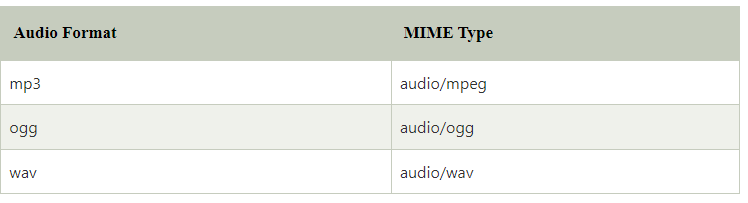 Audio Format MIME Type
mp3 audio/mpeg
ogg audio/ogg
wav audio/wav